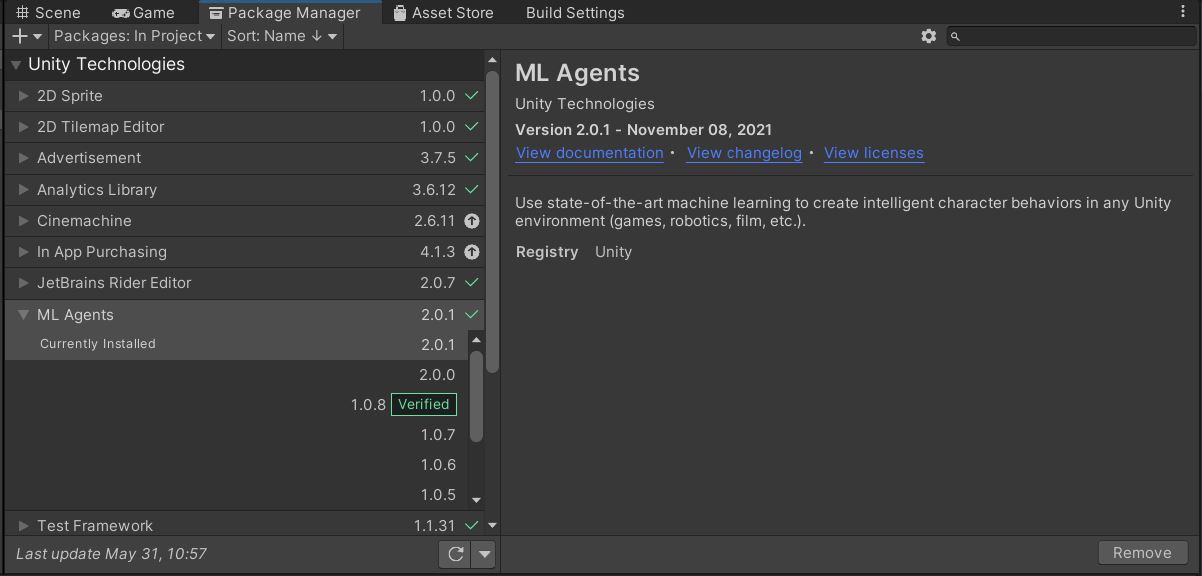 Scene Game Package Manager Asset Store Build Settings
Packages: In Project Sort: Name ↓
Unity Technologies
2D Sprite 1.0.0
2D Tilemap Editor 1.0.0
Advertisement 3.7.5
Analytics Library 3.6.12
Cinemachine 2.6.11
In App Purchasing 4.1.3
JetBrains Rider Editor 2.0.7
ML Agents 2.0.1
Currently Installed 2.0.1
2.0.0
1.0.8 Verified
1.0.7
1.0.6
1.0.5
Test Framework 1.1.31
Last update May 31, 10:57
ML Agents
Unity Technologies
Version 2.0.1 - November 08, 2021
View documentation • View changelog • View licenses
Use state-of-the-art machine learning to create intelligent character behaviors in any Unity
environment (games, robotics, film, etc.).
Registry Unity
Remove